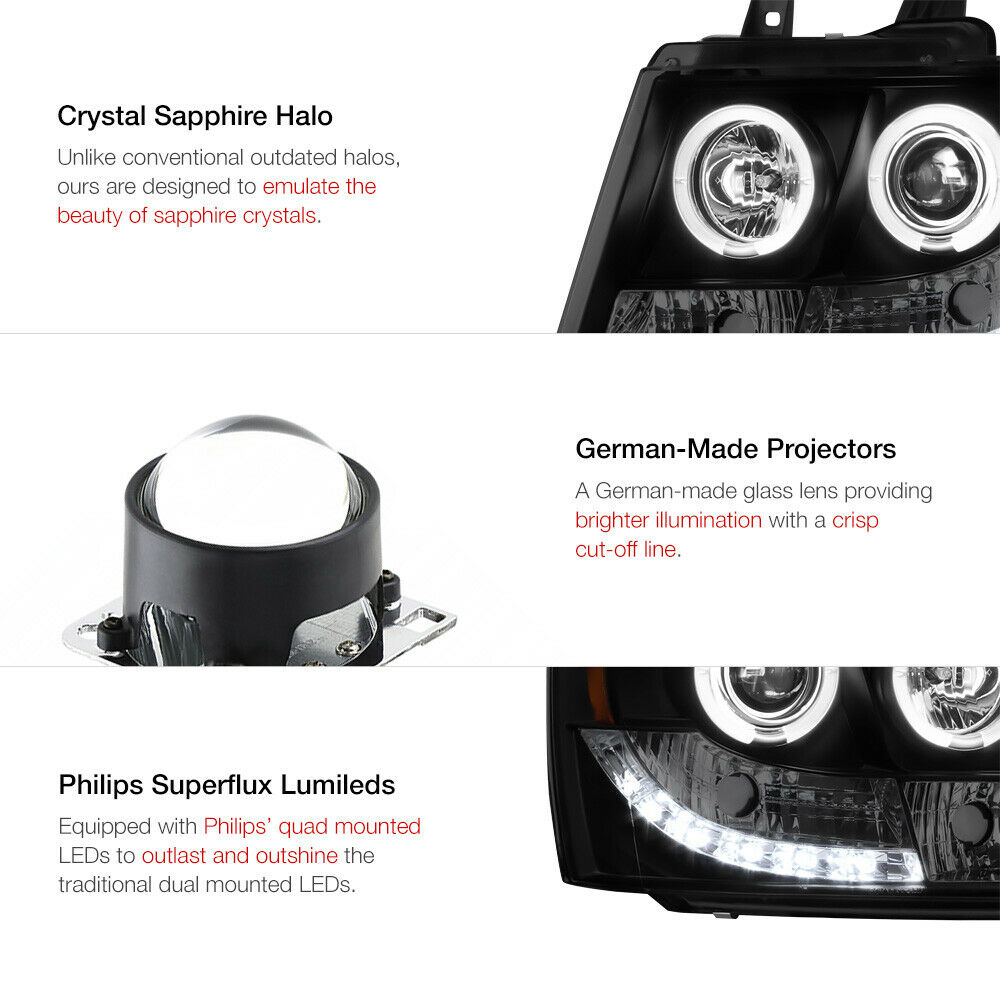 Crystal Sapphire Halo
Unlike conventional outdated halos,
ours are designed to emulate the
beauty of sapphire crystals.
German-Made Projectors
A German-made glass lens providing
brighter illumination with a crisp
cut-off line.
Philips Superflux Lumileds
Equipped with Philips’ quad mounted
LEDs to outlast and outshine the
traditional dual mounted LEDs.